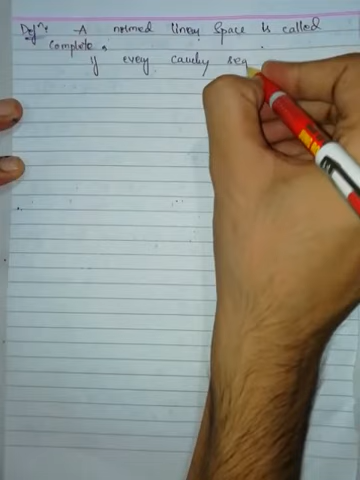 Defn: A normed linear space is called
complete.
if every cauchy seq